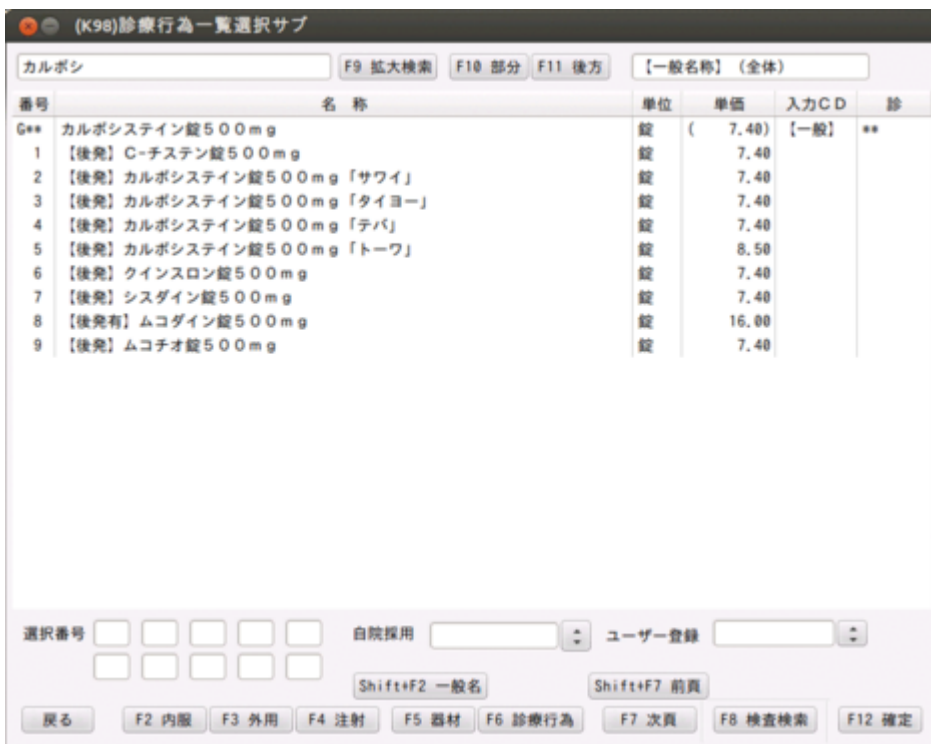 (K98)診療行為一覧選択サブ
カルボシ F9 拡大検索 F10 部分 F11 後方 【一般名称】(全体)
番号 名 称 単位 単価 入力CD 診
G** カルボシステイン錠500mg 錠 ( 7.40) 【一般】 **
1 【後発】C-チステン錠500mg 錠 7.40
2 【後発】カルボシステイン錠500mg「サワイ」 錠 7.40
3 【後発】カルボシステイン錠500mg「タイヨー」 錠 7.40
4 【後発】カルボシステイン錠500mg「テバ」 錠 7.40
5 【後発】カルボシステイン錠500mg「トーワ」 錠 8.50
6 【後発】クインスロン錠500mg 錠 7.40
7 【後発】シスダイン錠500mg 錠 7.40
8 【後発有】ムコダイン錠500mg 錠 16.00
9 【後発】ムコチオ錠500mg 錠 7.40
選択番号 自院採用 ユーザー登録
Shift+F2 一般名 Shift+F7 前頁
戻る F2 内服 F3 外用 F4 注射 F5 器材 F6 診療行為 F7 次頁 F8 検査検索 F12 確定